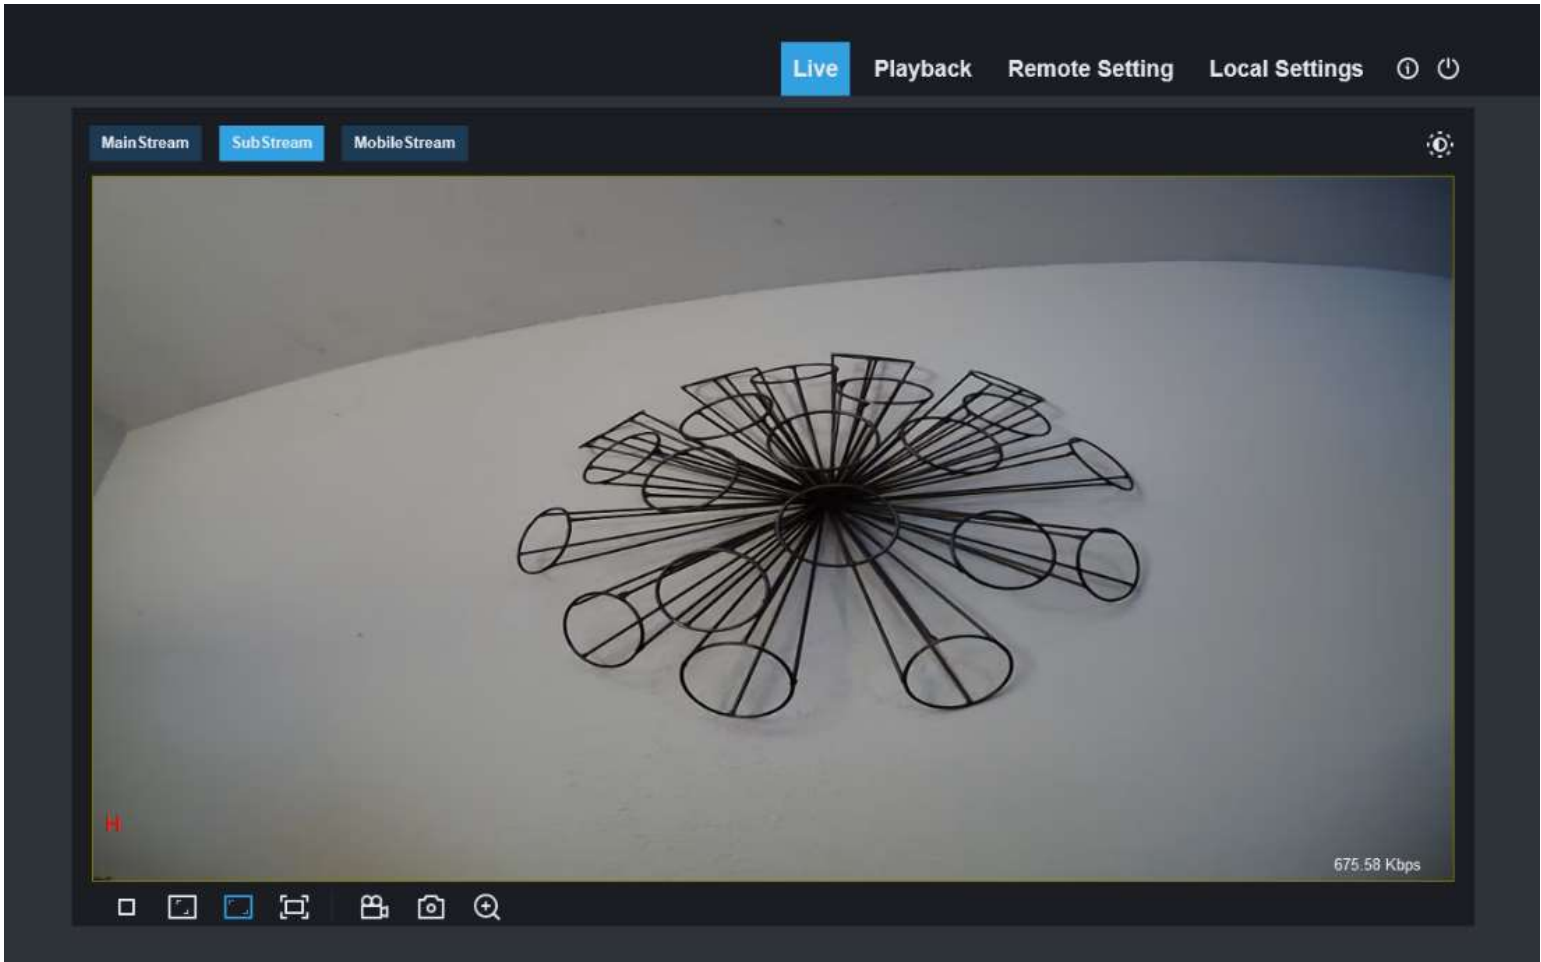 Live Playback Remote Setting Local Settings
MainStream SubStream MobileStream
H
675.58 Kbps